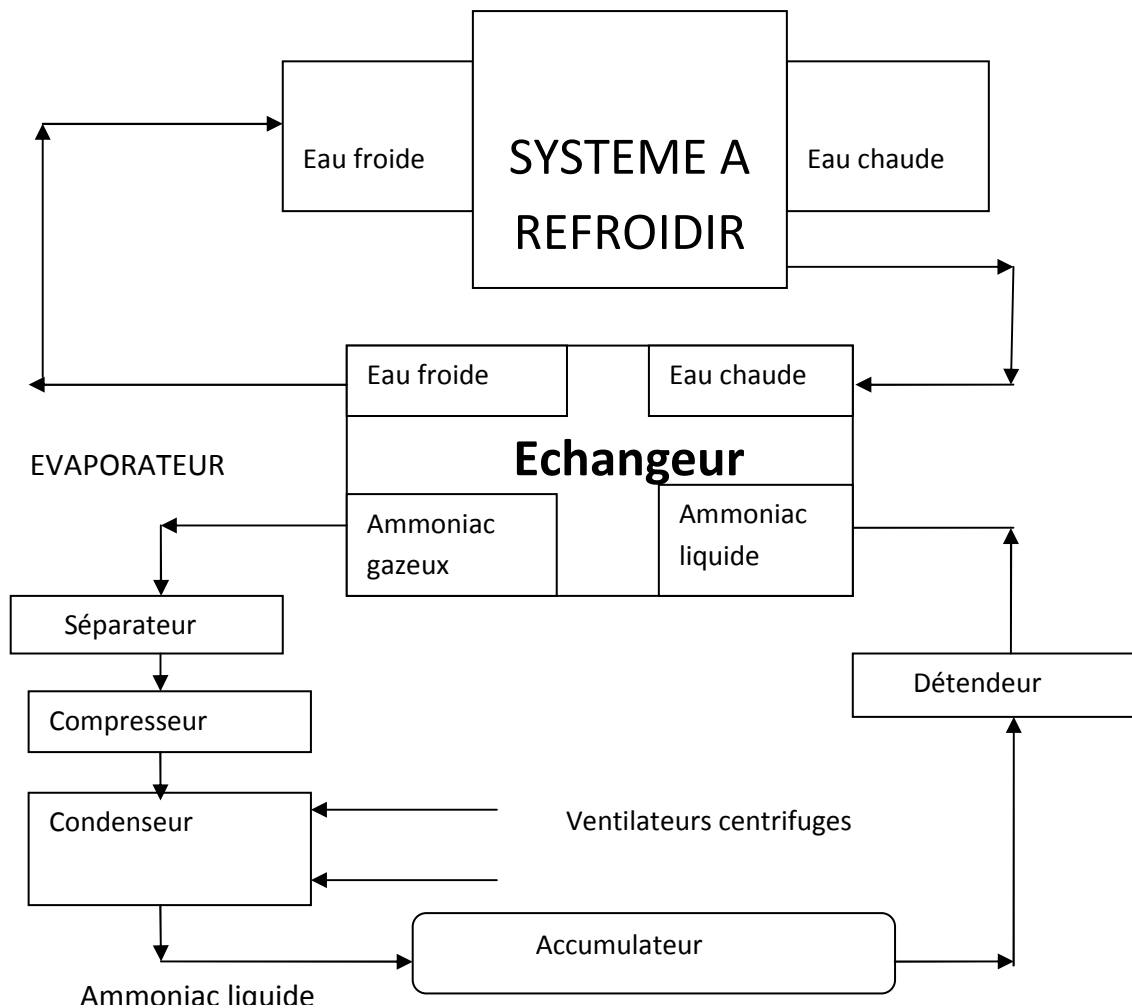 Eau froide
SYSTEME A
REFROIDIR
Eau chaude
Eau froide
Eau chaude
EVAPORATEUR
Echangeur
Ammoniac
gazeux
Ammoniac
liquide
Séparateur
Détendeur
Compresseur
Condenseur
Ventilateurs centrifuges
Accumulateur
Ammoniac liquide